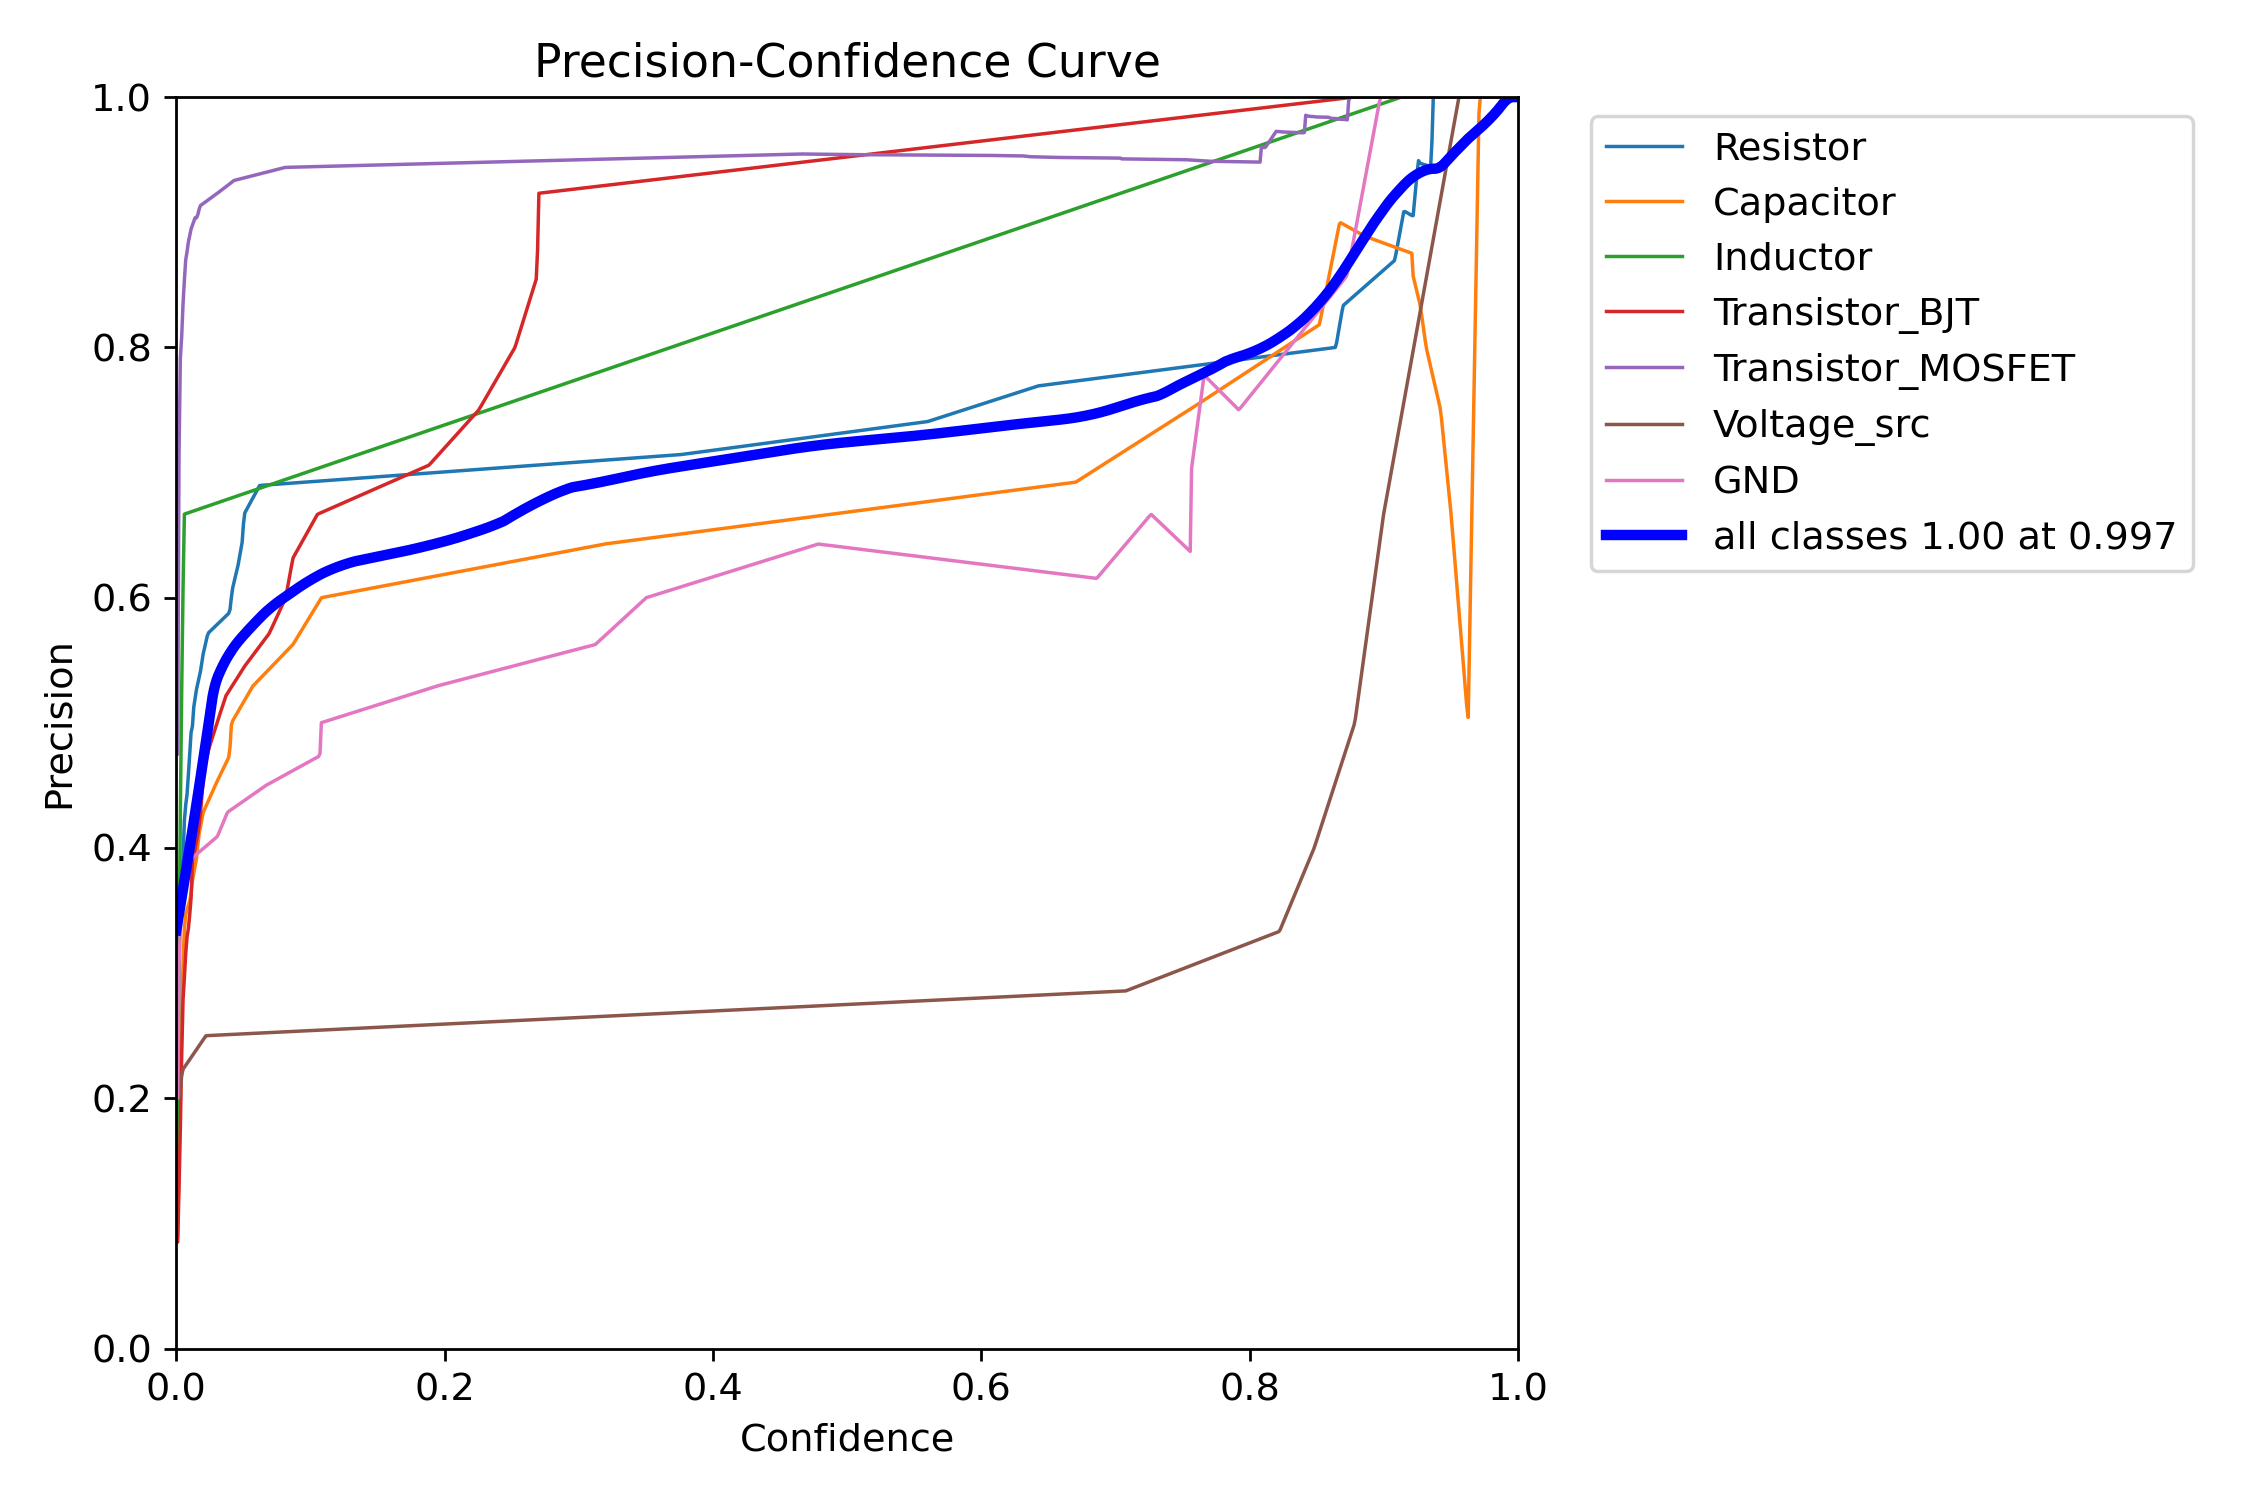 Precision-Confidence Curve
1.0
0.8
0.6
0.4
0.2
0.0
Precision
0.0 0.2 0.4 0.6 0.8 1.0
Confidence
Resistor
Capacitor
Inductor
Transistor_BJT
Transistor_MOSFET
Voltage_src
GND
all classes 1.00 at 0.997